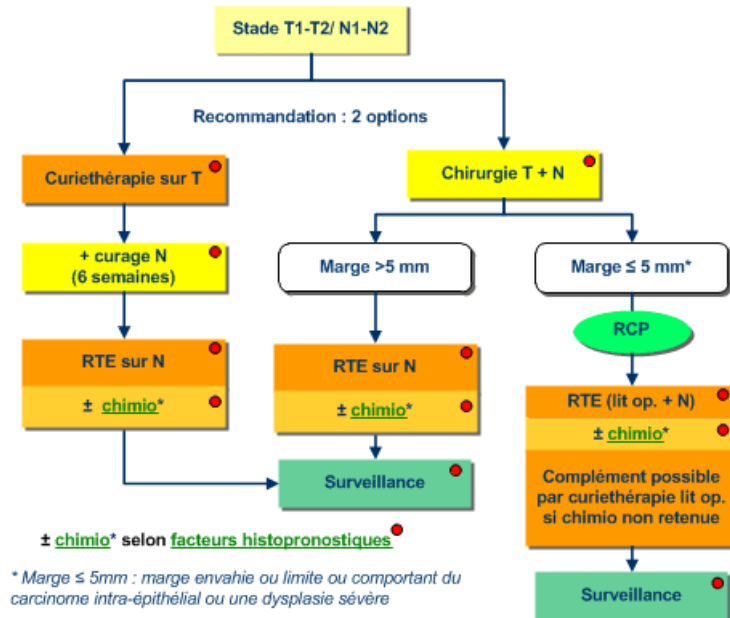 Stade T1-T2/ N1-N2
Recommandation : 2 options
Curiethérapie sur T
Chirurgie T + N
+ curage N
(6 semaines)
Marge >5 mm
Marge ≤ 5 mm*
RCP
RTE sur N
± chimio*
RTE sur N
± chimio*
RTE (lit op. + N)
± chimio*
Complément possible
par curiethérapie lit op.
si chimio non retenue
Surveillance
± chimio* selon facteurs histopronostiques
* Marge ≤ 5mm : marge envahie ou limite ou comportant du
carcinome intra-épithélial ou une dysplasie sévère
Surveillance